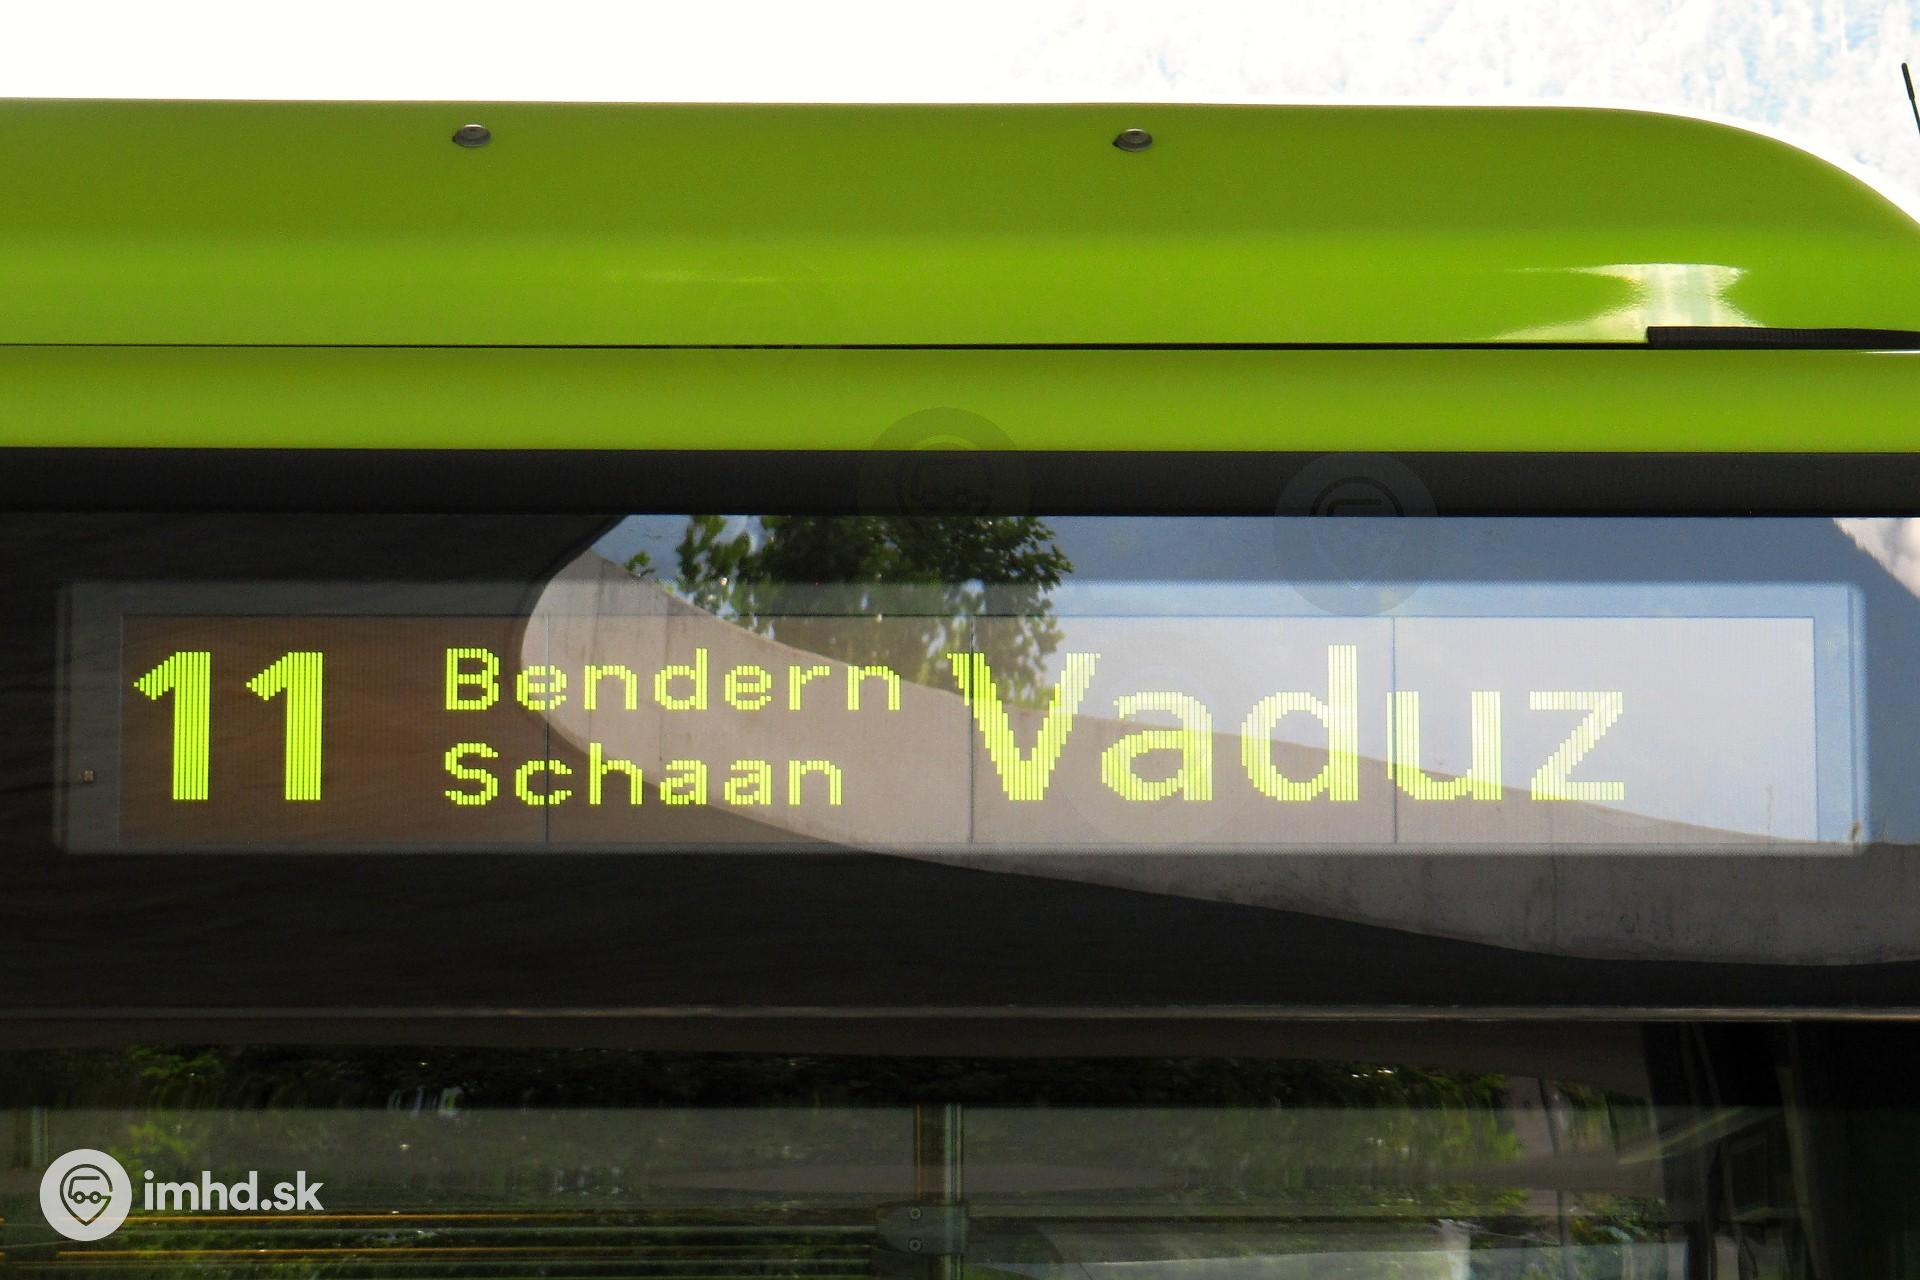 11 Bendern Vaduz
Schaan
imhd.sk